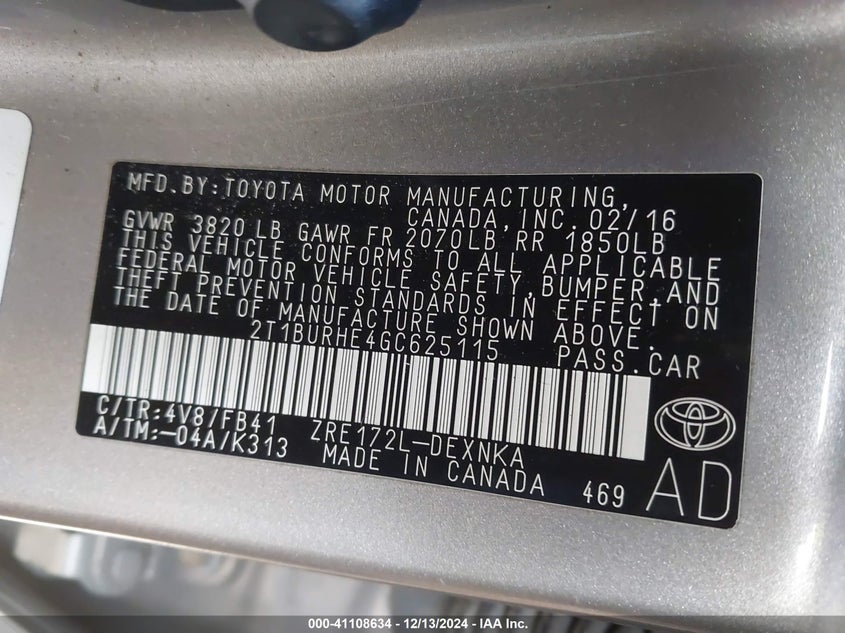 MFD.BY:TOYOTA MOTOR MANUFACTURING,
CANADA,INC. 02/16
GVWR 3820 LB GAWR FR 2070LB RR 1850LB
THIS VEHICLE CONFORMS TO ALL APPLICABLE
FEDERAL MOTOR VEHICLE SAFETY,BUMPER,AND
THEFT PREVENTION STANDARDS IN EFFECT ON
THE DATE OF MANUFACTURE SHOWN ABOVE.
2T1BURHE4GC625115 PASS.CAR
C/TR:4V8/FB41 ZRE172L-DEXNKA
A/TM:-04A/K313 MADE IN CANADA 469 AD
000-41108634 - 12/13/2024 - IAA Inc.